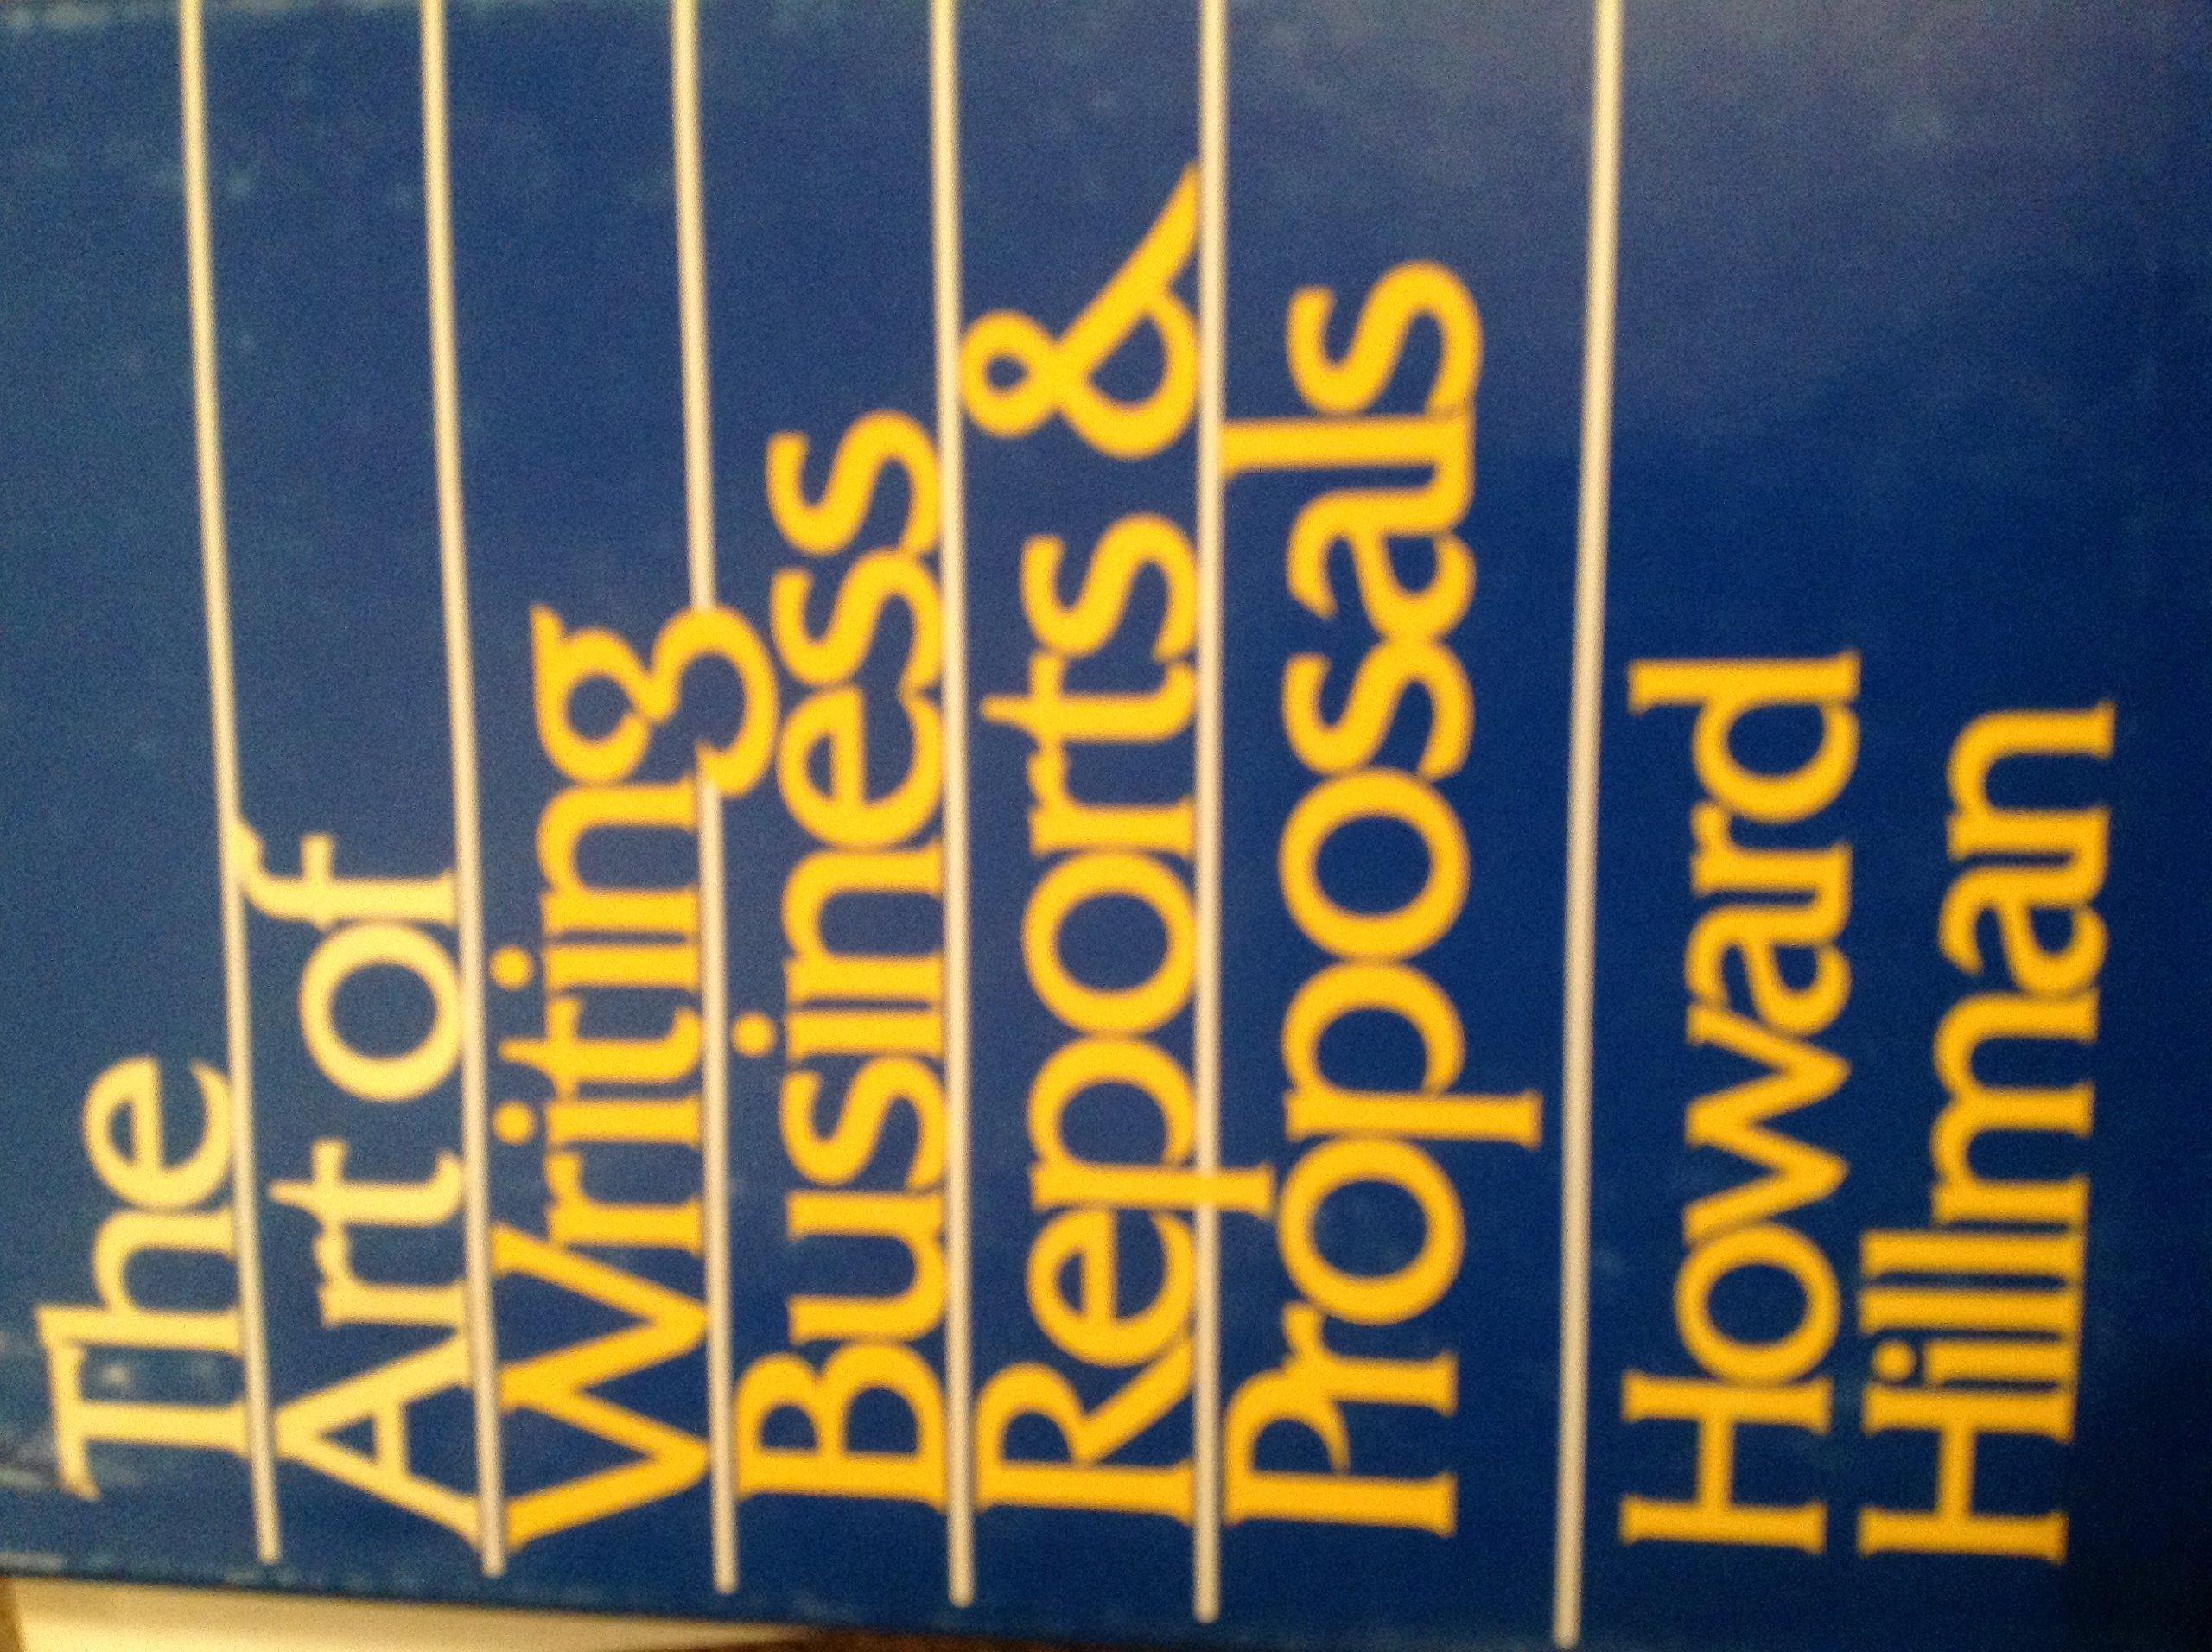 The
Art of
Writing
Business
Reports &
Proposals
Howard
Hillman